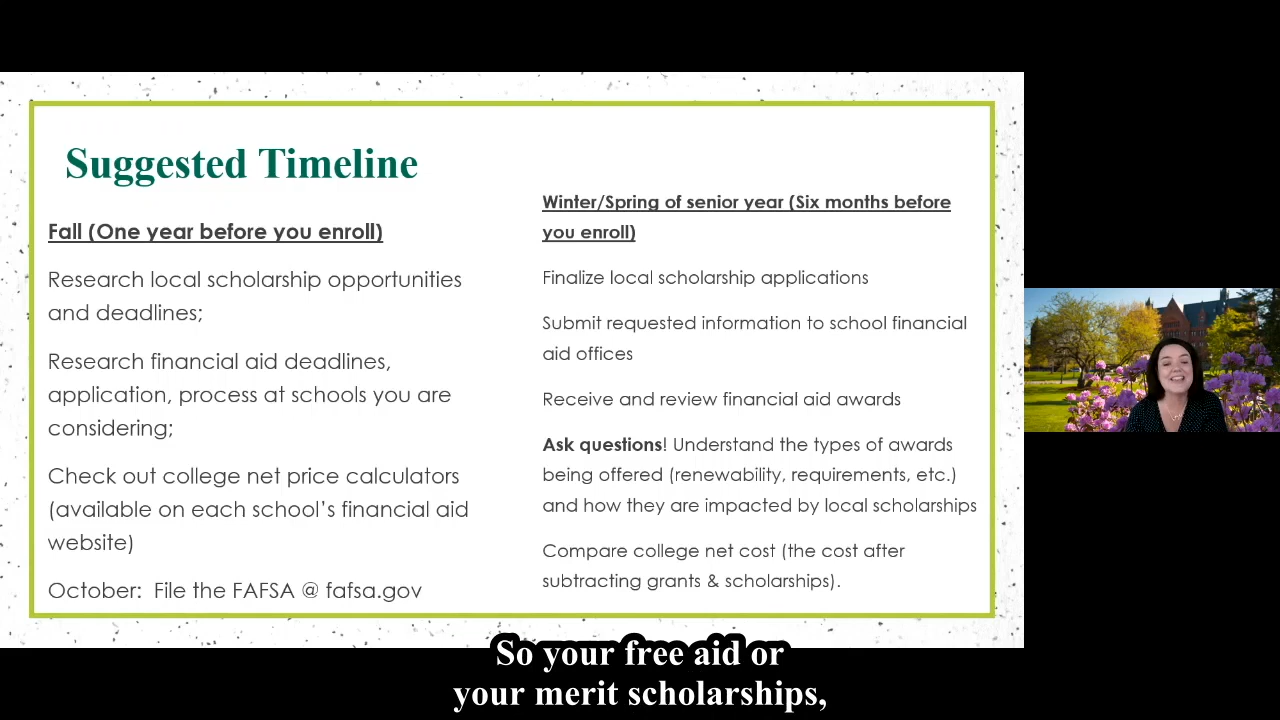 Suggested Timeline
Fall (One year before you enroll)
Research local scholarship opportunities
and deadlines;
Research financial aid deadlines,
application, process at schools you are
considering;
Check out college net price calculators
(available on each school’s financial aid
website)
October:  File the FAFSA @ fafsa.gov
Winter/Spring of senior year (Six months before
you enroll)
Finalize local scholarship applications
Submit requested information to school financial
aid offices
Receive and review financial aid awards
Ask questions! Understand the types of awards
being offered (renewability, requirements, etc.)
and how they are impacted by local scholarships
Compare college net cost (the cost after
subtracting grants & scholarships).
So your free aid or
your merit scholarships,